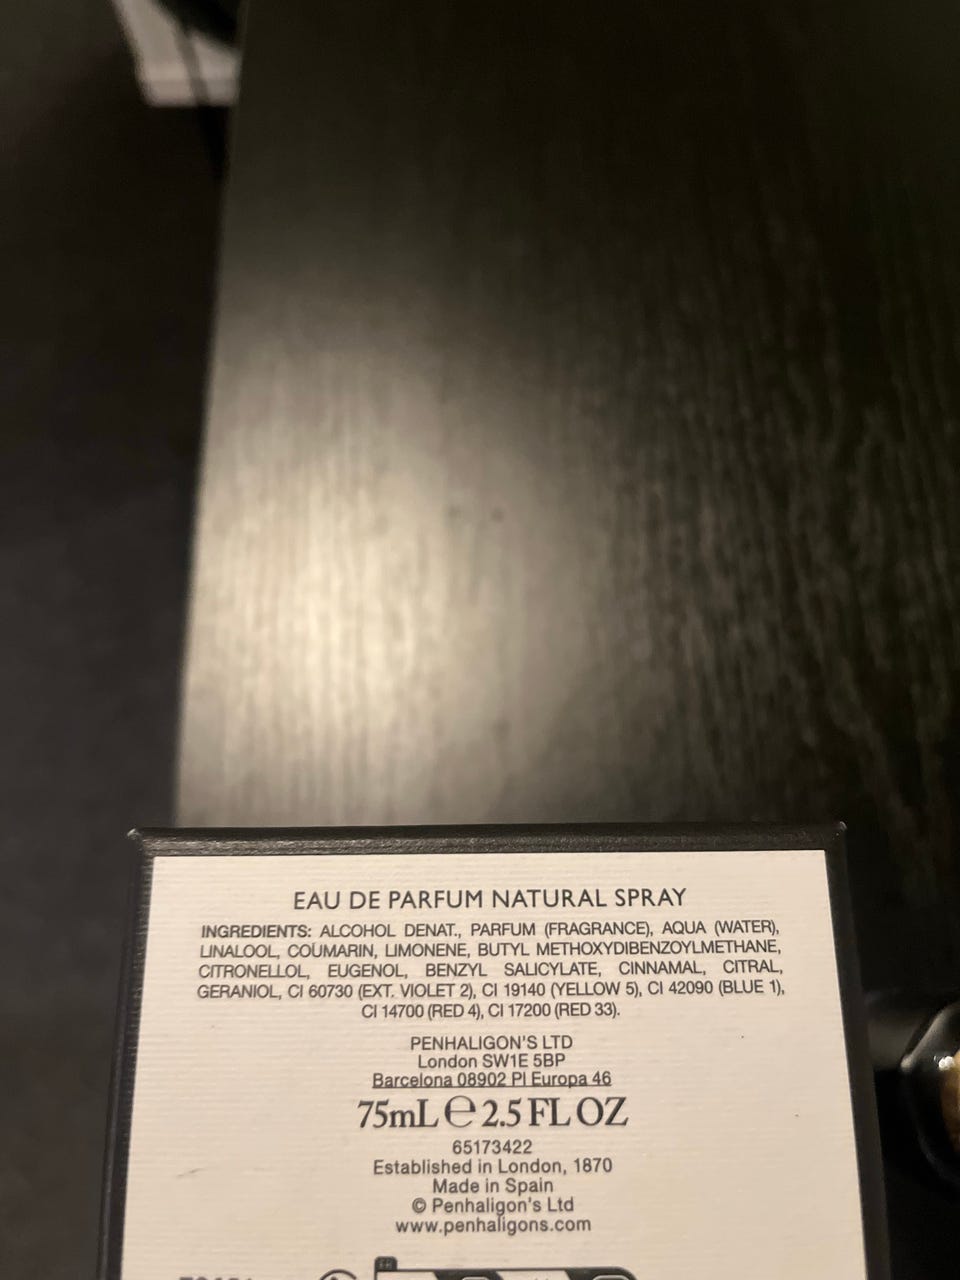 EAU DE PARFUM NATURAL SPRAY
INGREDIENTS: ALCOHOL DENAT., PARFUM (FRAGRANCE), AQUA (WATER),
LINALOOL, COUMARIN, LIMONENE, BUTYL METHOXYDIBENZOYLMETHANE,
CITRONELLOL, EUGENOL, BENZYL SALICYLATE, CINNAMAL, CITRAL,
GERANIOL, CI 60730 (EXT. VIOLET 2), CI 19140 (YELLOW 5), CI 42090 (BLUE 1),
CI 14700 (RED 4), CI 17200 (RED 33).
PENHALIGON'S LTD
London SW1E 5BP
Barcelona 08902 Pl Europa 46
75mL ℮ 2.5 FL OZ
65173422
Established in London, 1870
Made in Spain
© Penhaligon's Ltd
www.penhaligons.com
FR